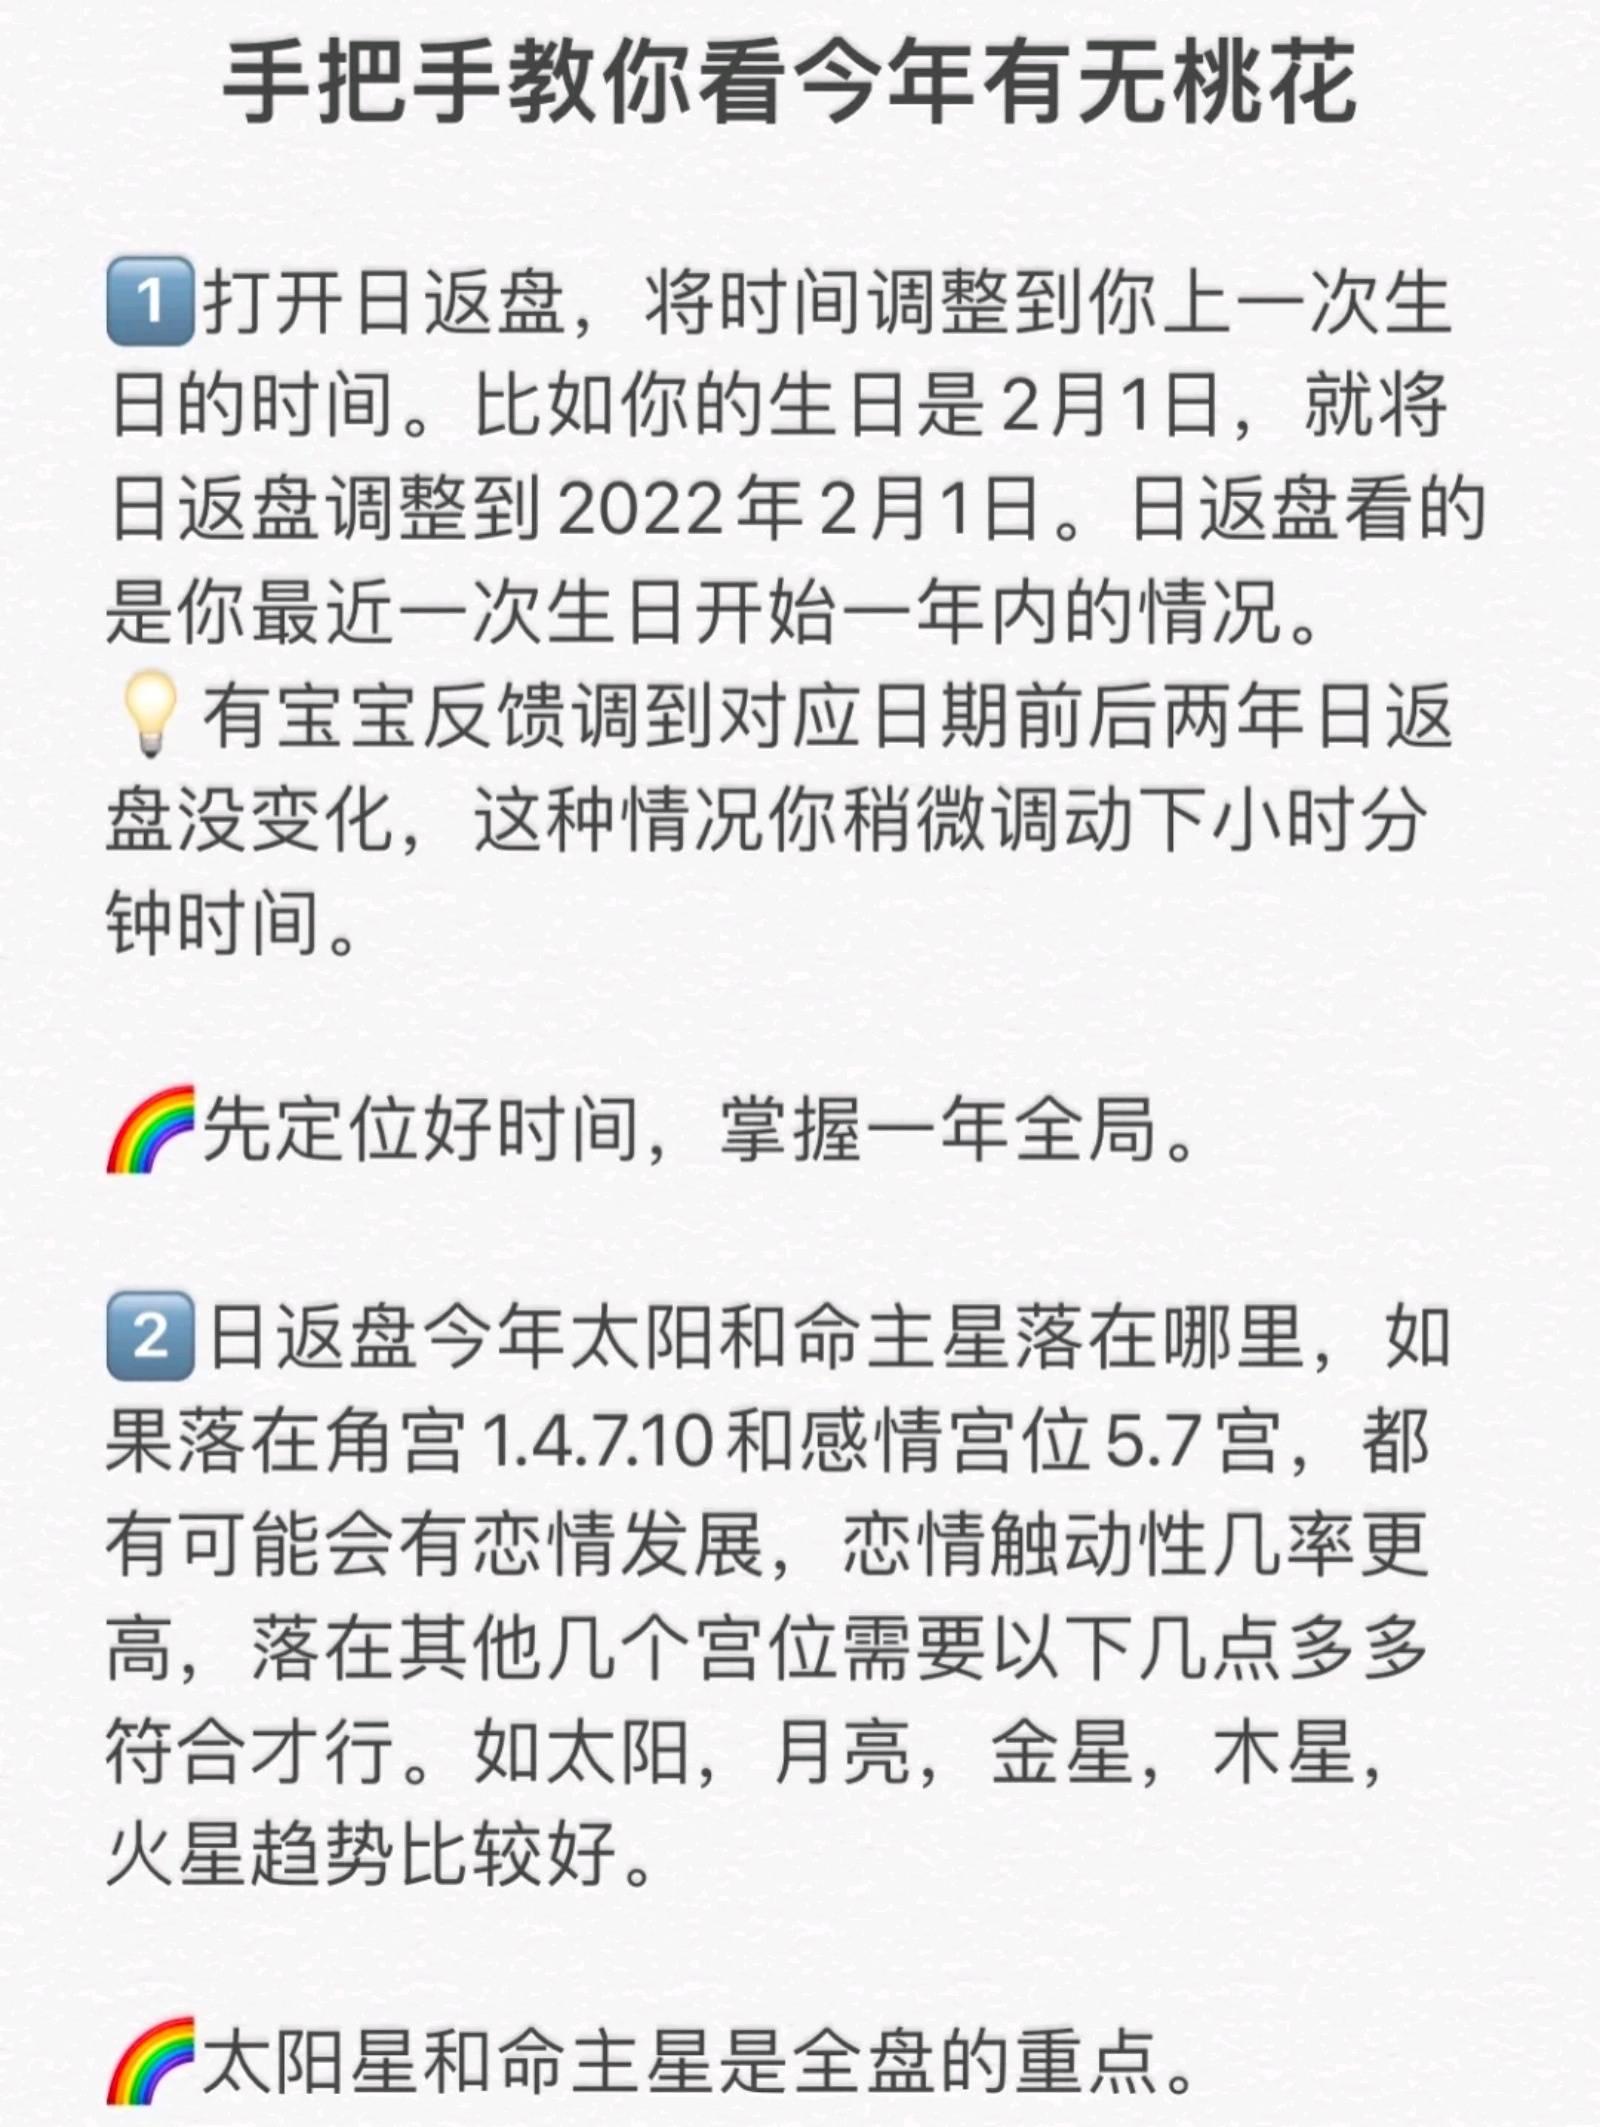 手把手教你看今年有无桃花
1️⃣打开日返盘，将时间调整到你上一次生
日的时间。比如你的生日是2月1日，就将
日返盘调整到2022年2月1日。日返盘看的
是你最近一次生日开始一年内的情况。
💡有宝宝反馈调到对应日期前后两年日返
盘没变化，这种情况你稍微调动下小时分
钟时间。
🌈先定位好时间，掌握一年全局。
2️⃣日返盘今年太阳和命主星落在哪里，如
果落在角宫1.4.7.10和感情宫位5.7宫，都
有可能会有恋情发展，恋情触动性几率更
高，落在其他几个宫位需要以下几点多多
符合才行。如太阳，月亮，金星，木星，
火星趋势比较好。
🌈太阳星和命主星是全盘的重点。